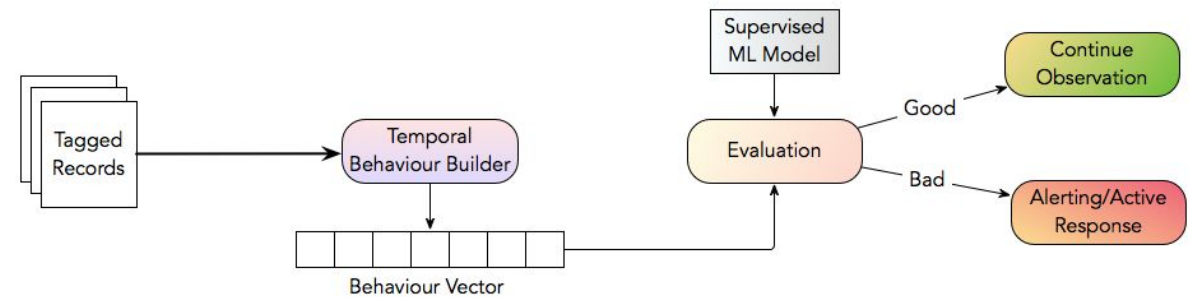 Tagged
Records
Temporal
Behaviour Builder
Behaviour Vector
Supervised
ML Model
Evaluation
Good
Bad
Continue
Observation
Alerting/Active
Response